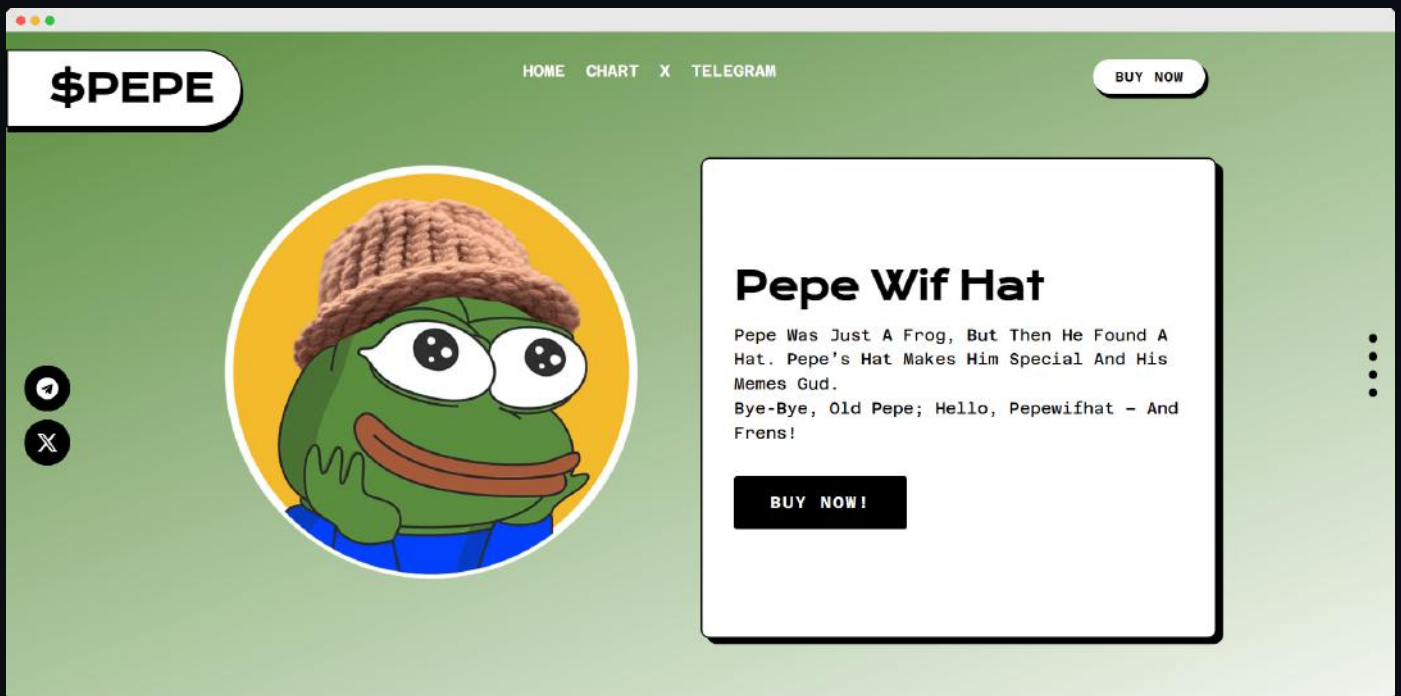 $PEPE
HOME CHART X TELEGRAM
BUY NOW
Pepe Wif Hat
Pepe Was Just A Frog, But Then He Found A
Hat. Pepe’s Hat Makes Him Special And His
Memes Gud.
Bye-Bye, Old Pepe; Hello, Pepewifhat – And
Frens!
BUY NOW!